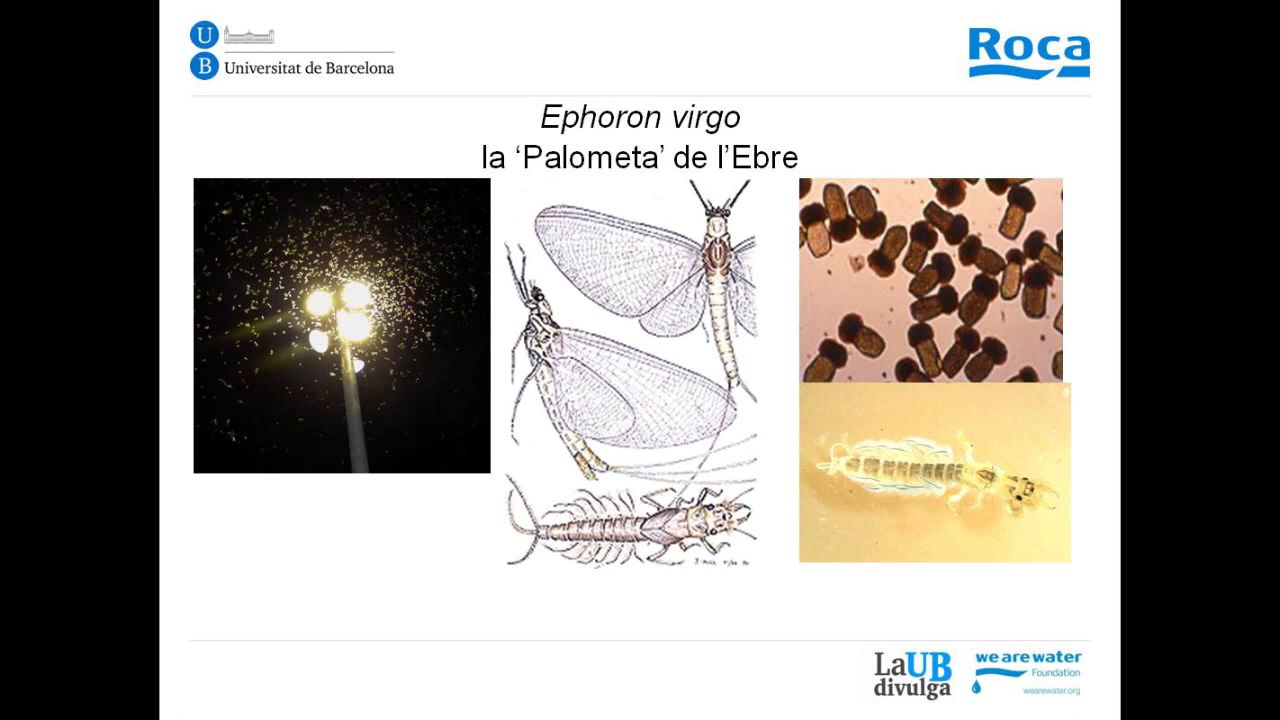 U
B Universitat de Barcelona
Roca
Ephoron virgo
la ‘Palometa’ de l’Ebre
LaUB
divulga
we are water
Foundation
wearewater.org